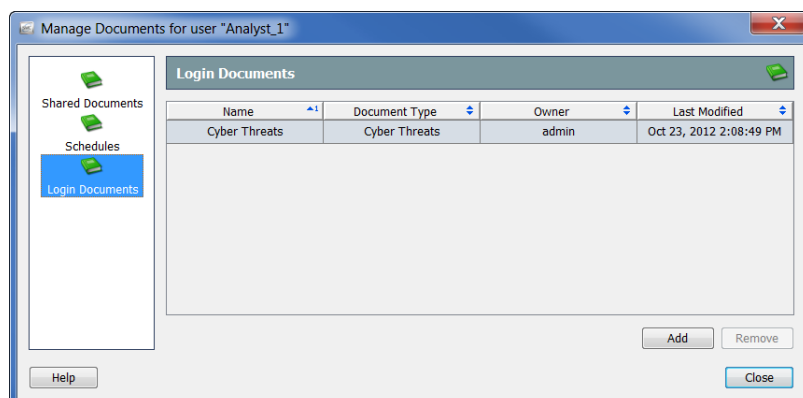 Manage Documents for user "Analyst_1"
Shared Documents
Schedules
Login Documents
Login Documents
Name 1 Document Type Owner Last Modified
Cyber Threats Cyber Threats admin Oct 23, 2012 2:08:49 PM
Add Remove
Help Close